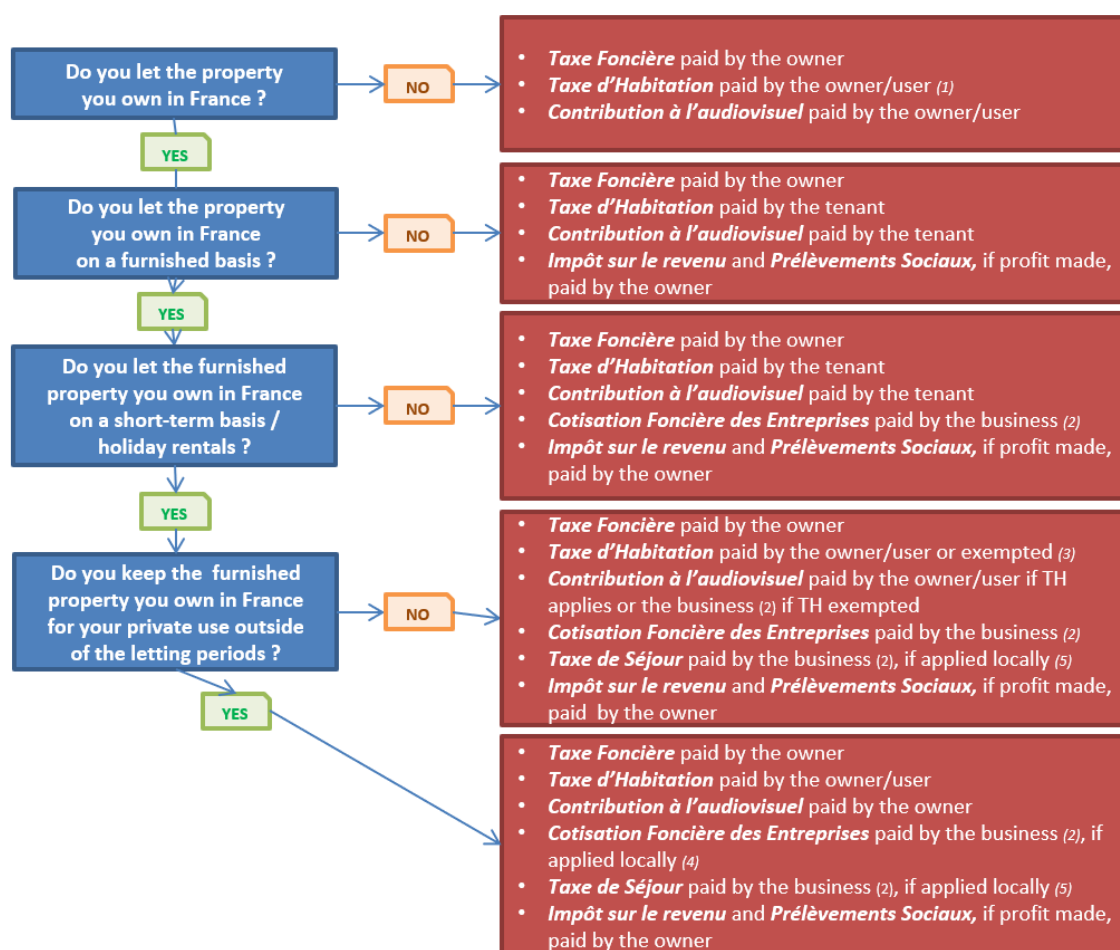 Do you let the property
you own in France ?
NO
• Taxe Foncière paid by the owner
• Taxe d’Habitation paid by the owner/user (1)
• Contribution à l’audiovisuel paid by the owner/user
YES
Do you let the property
you own in France
on a furnished basis ?
NO
• Taxe Foncière paid by the owner
• Taxe d’Habitation paid by the tenant
• Contribution à l’audiovisuel paid by the tenant
• Impôt sur le revenu and Prélèvements Sociaux, if profit made,
paid by the owner
YES
Do you let the furnished
property you own in France
on a short-term basis /
holiday rentals ?
NO
• Taxe Foncière paid by the owner
• Taxe d’Habitation paid by the tenant
• Contribution à l’audiovisuel paid by the tenant
• Cotisation Foncière des Entreprises paid by the business (2)
• Impôt sur le revenu and Prélèvements Sociaux, if profit made,
paid by the owner
YES
Do you keep the furnished
property you own in France
for your private use outside
of the letting periods ?
NO
• Taxe Foncière paid by the owner
• Taxe d’Habitation paid by the owner/user or exempted (3)
• Contribution à l’audiovisuel paid by the owner/user if TH
applies or the business (2) if TH exempted
• Cotisation Foncière des Entreprises paid by the business (2)
• Taxe de Séjour paid by the business (2), if applied locally (5)
• Impôt sur le revenu and Prélèvements Sociaux, if profit made,
paid by the owner
YES
• Taxe Foncière paid by the owner
• Taxe d’Habitation paid by the owner/user
• Contribution à l’audiovisuel paid by the owner
• Cotisation Foncière des Entreprises paid by the business (2), if
applied locally (4)
• Taxe de Séjour paid by the business (2), if applied locally (5)
• Impôt sur le revenu and Prélèvements Sociaux, if profit made,
paid by the owner